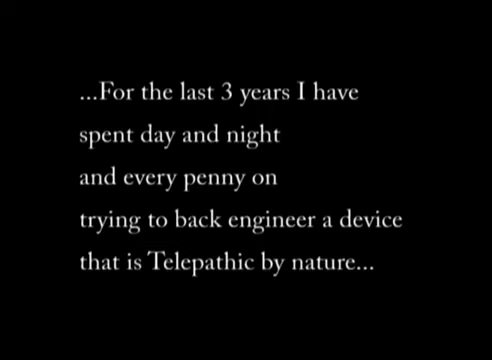 ...For the last 3 years I have
spent day and night
and every penny on
trying to back engineer a device
that is Telepathic by nature...